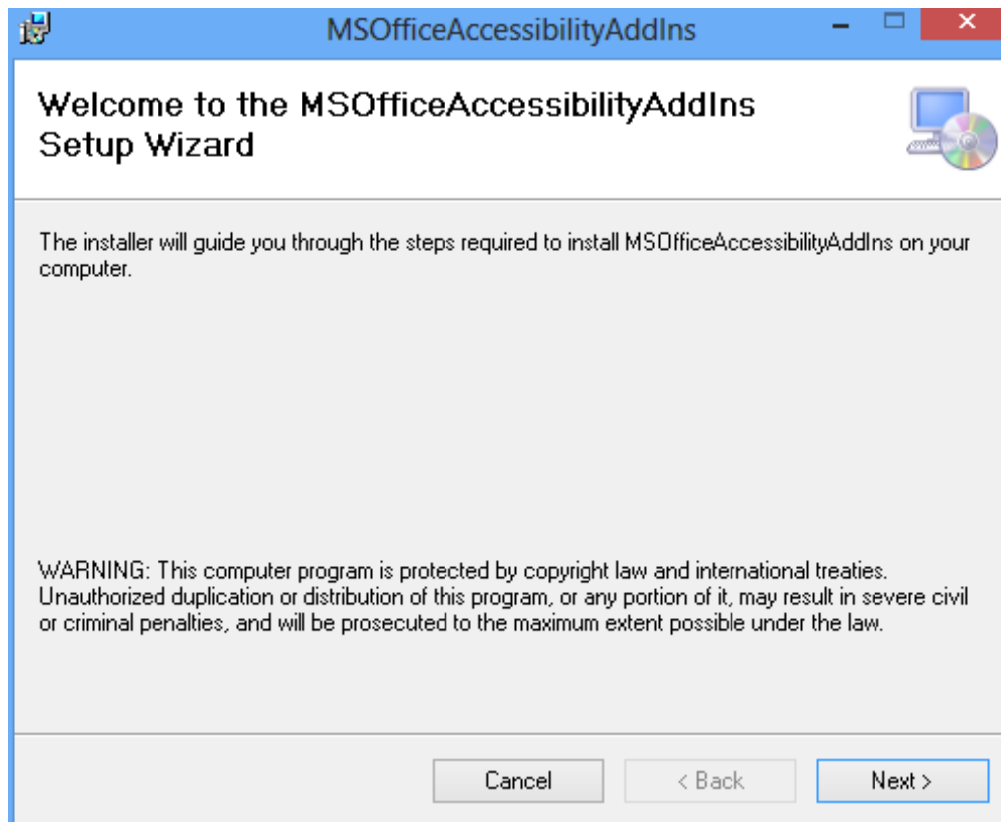 MSOfficeAccessibilityAddIns
Welcome to the MSOfficeAccessibilityAddIns
Setup Wizard
The installer will guide you through the steps required to install MSOfficeAccessibilityAddIns on your
computer.
WARNING: This computer program is protected by copyright law and international treaties.
Unauthorized duplication or distribution of this program, or any portion of it, may result in severe civil
or criminal penalties, and will be prosecuted to the maximum extent possible under the law.
Cancel < Back Next >